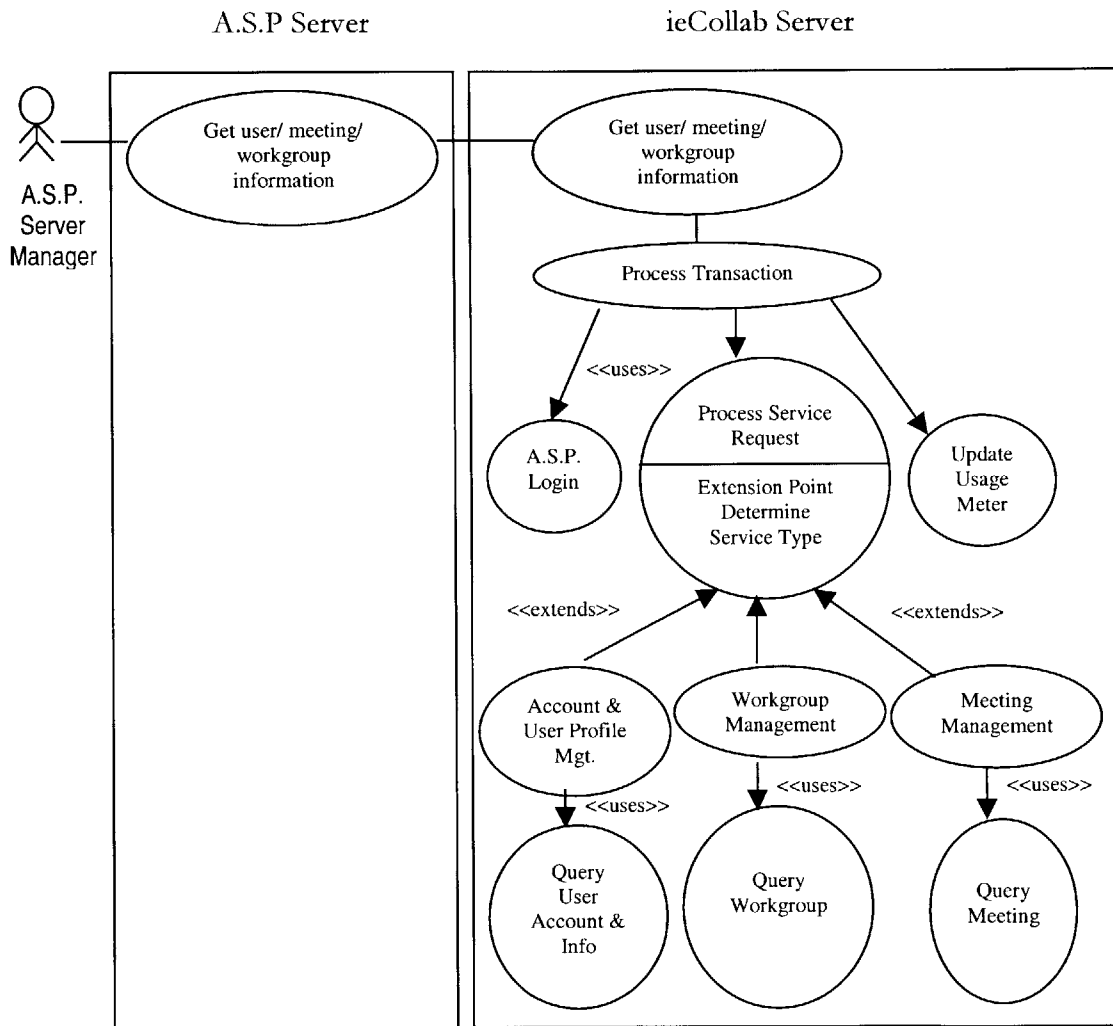 A.S.P Server
ieCollab Server
A.S.P.
Server
Manager
Get user/ meeting/
workgroup
information
Get user/ meeting/
workgroup
information
Process Transaction
<<uses>>
A.S.P.
Login
Process Service
Request
Extension Point
Determine
Service Type
Update
Usage
Meter
<<extends>>
<<extends>>
Account &
User Profile
Mgt.
Workgroup
Management
Meeting
Management
<<uses>>
<<uses>>
<<uses>>
Query
User
Account &
Info
Query
Workgroup
Query
Meeting